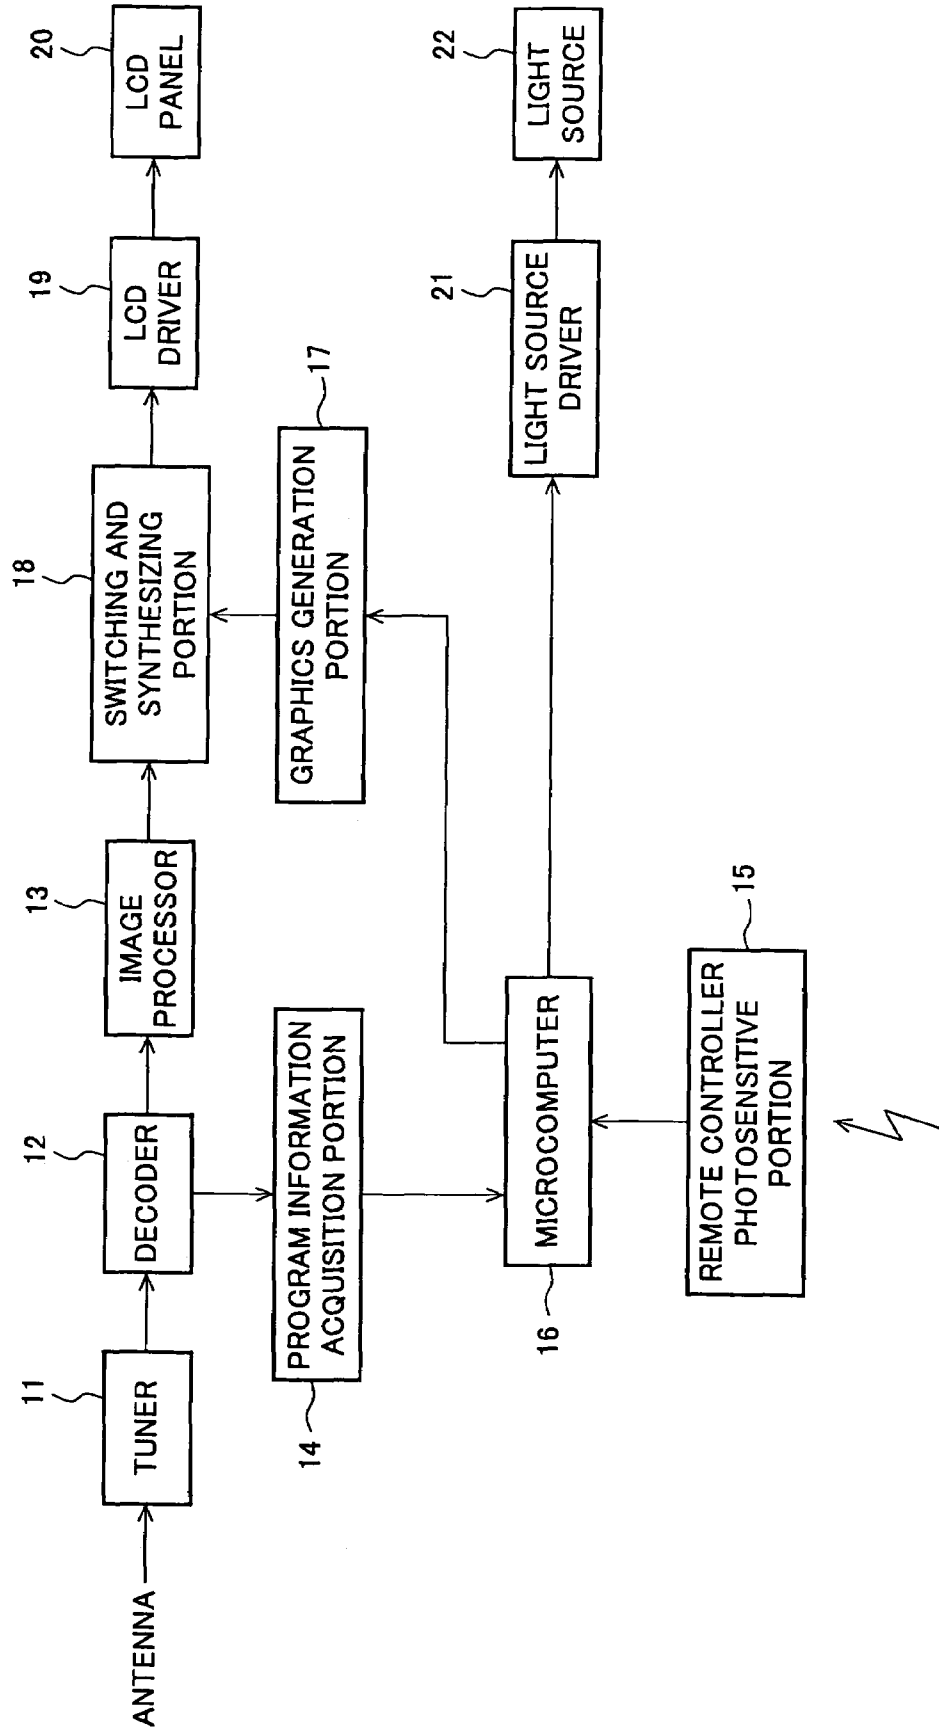 ANTENNA
11
TUNER
12
DECODER
13
IMAGE
PROCESSOR
18
SWITCHING AND
SYNTHESIZING
PORTION
19
LCD
DRIVER
20
LCD
PANEL
14
PROGRAM INFORMATION
ACQUISITION PORTION
17
GRAPHICS GENERATION
PORTION
16
MICROCOMPUTER
21
LIGHT SOURCE
DRIVER
22
LIGHT
SOURCE
15
REMOTE CONTROLLER
PHOTOSENSITIVE
PORTION